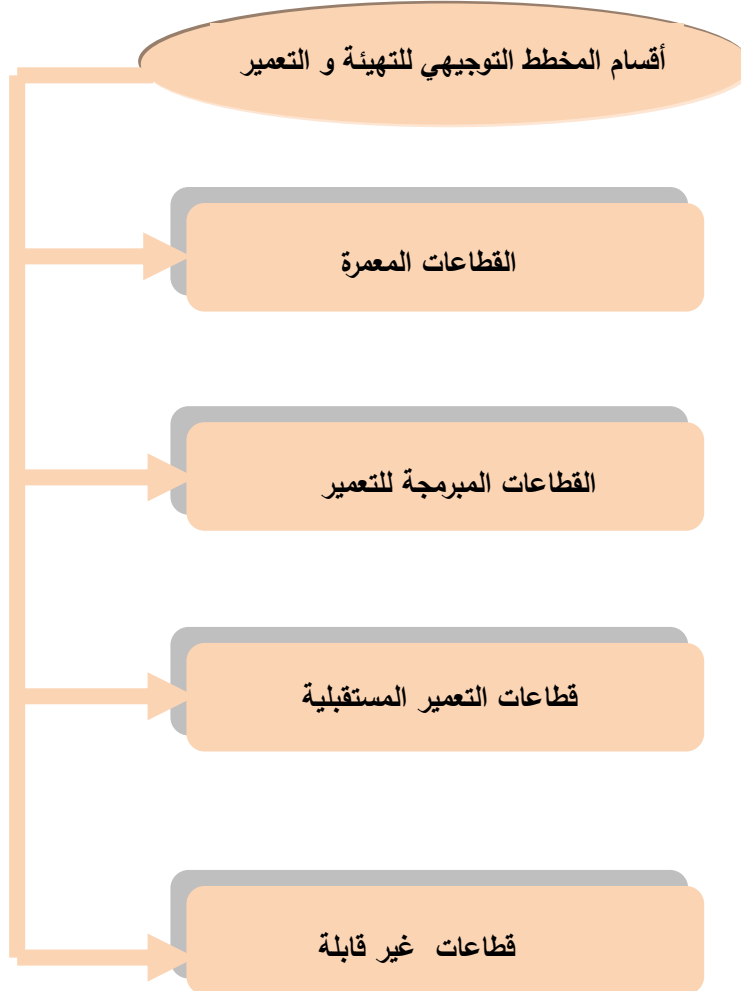 أقسام المخطط التوجيهي للتهيئة و التعمير
القطاعات المعمرة
القطاعات المبرمجة للتعمير
قطاعات التعمير المستقبلية
قطاعات غير قابلة